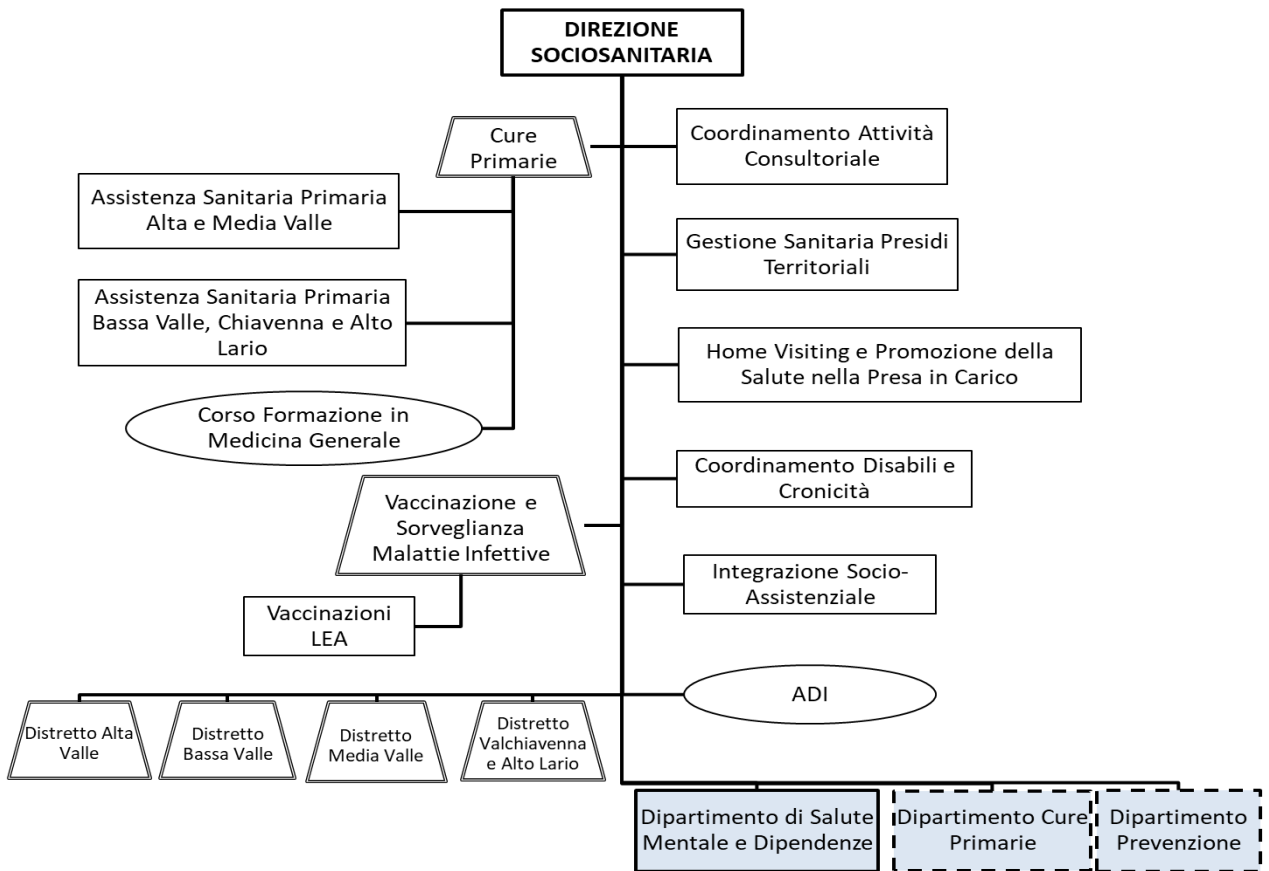 DIREZIONE
SOCIOSANITARIA
Cure
Primarie
Coordinamento Attività
Consultoriale
Assistenza Sanitaria Primaria
Alta e Media Valle
Gestione Sanitaria Presidi
Territoriali
Assistenza Sanitaria Primaria
Bassa Valle, Chiavenna e Alto
Lario
Home Visiting e Promozione della
Salute nella Presa in Carico
Corso Formazione in
Medicina Generale
Coordinamento Disabili e
Cronicità
Vaccinazione e
Sorveglianza
Malattie Infettive
Integrazione Socio-
Assistenziale
Vaccinazioni
LEA
ADI
Distretto Alta
Valle
Distretto
Bassa Valle
Distretto
Media Valle
Distretto
Valchiavenna
e Alto Lario
Dipartimento di Salute
Mentale e Dipendenze
Dipartimento Cure
Primarie
Dipartimento
Prevenzione